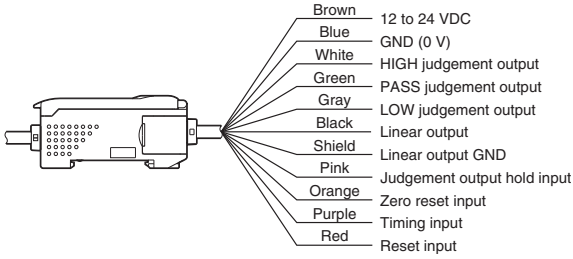 Brown 12 to 24 VDC
Blue GND (0 V)
White HIGH judgement output
Green PASS judgement output
Gray LOW judgement output
Black Linear output
Shield Linear output GND
Pink Judgement output hold input
Orange Zero reset input
Purple Timing input
Red Reset input